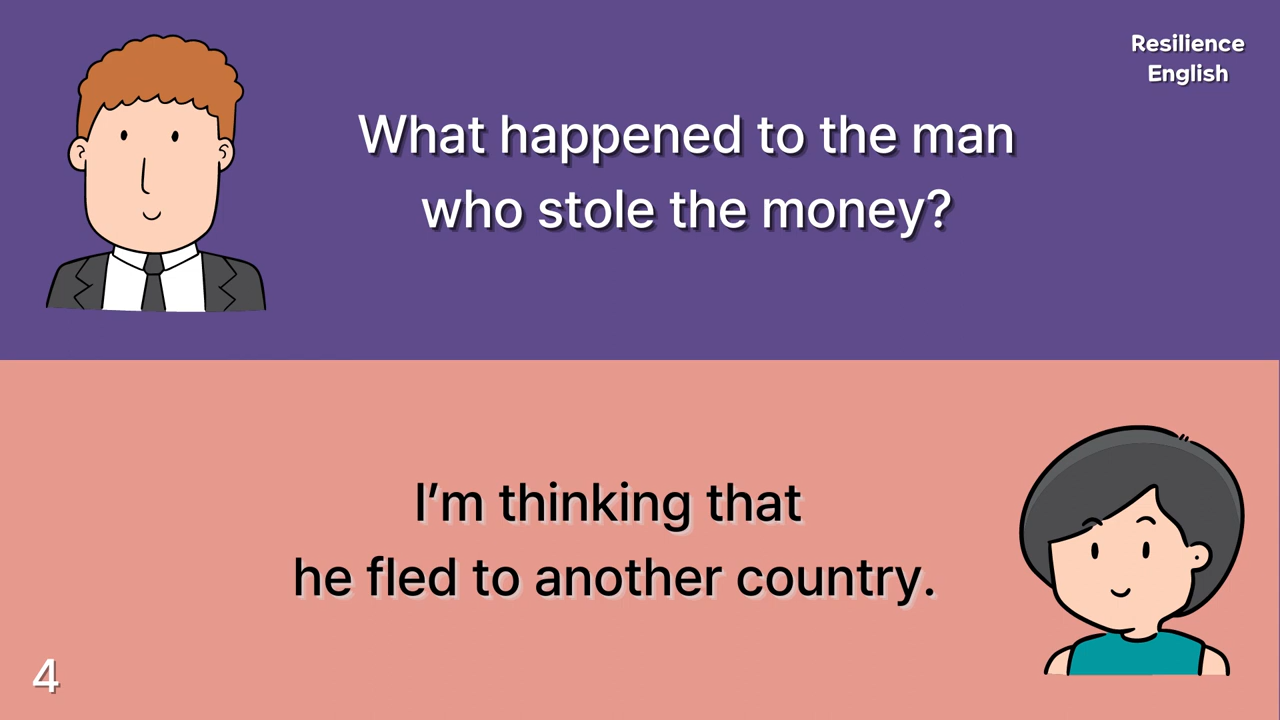 Resilience
English
What happened to the man
who stole the money?
I’m thinking that
he fled to another country.
4